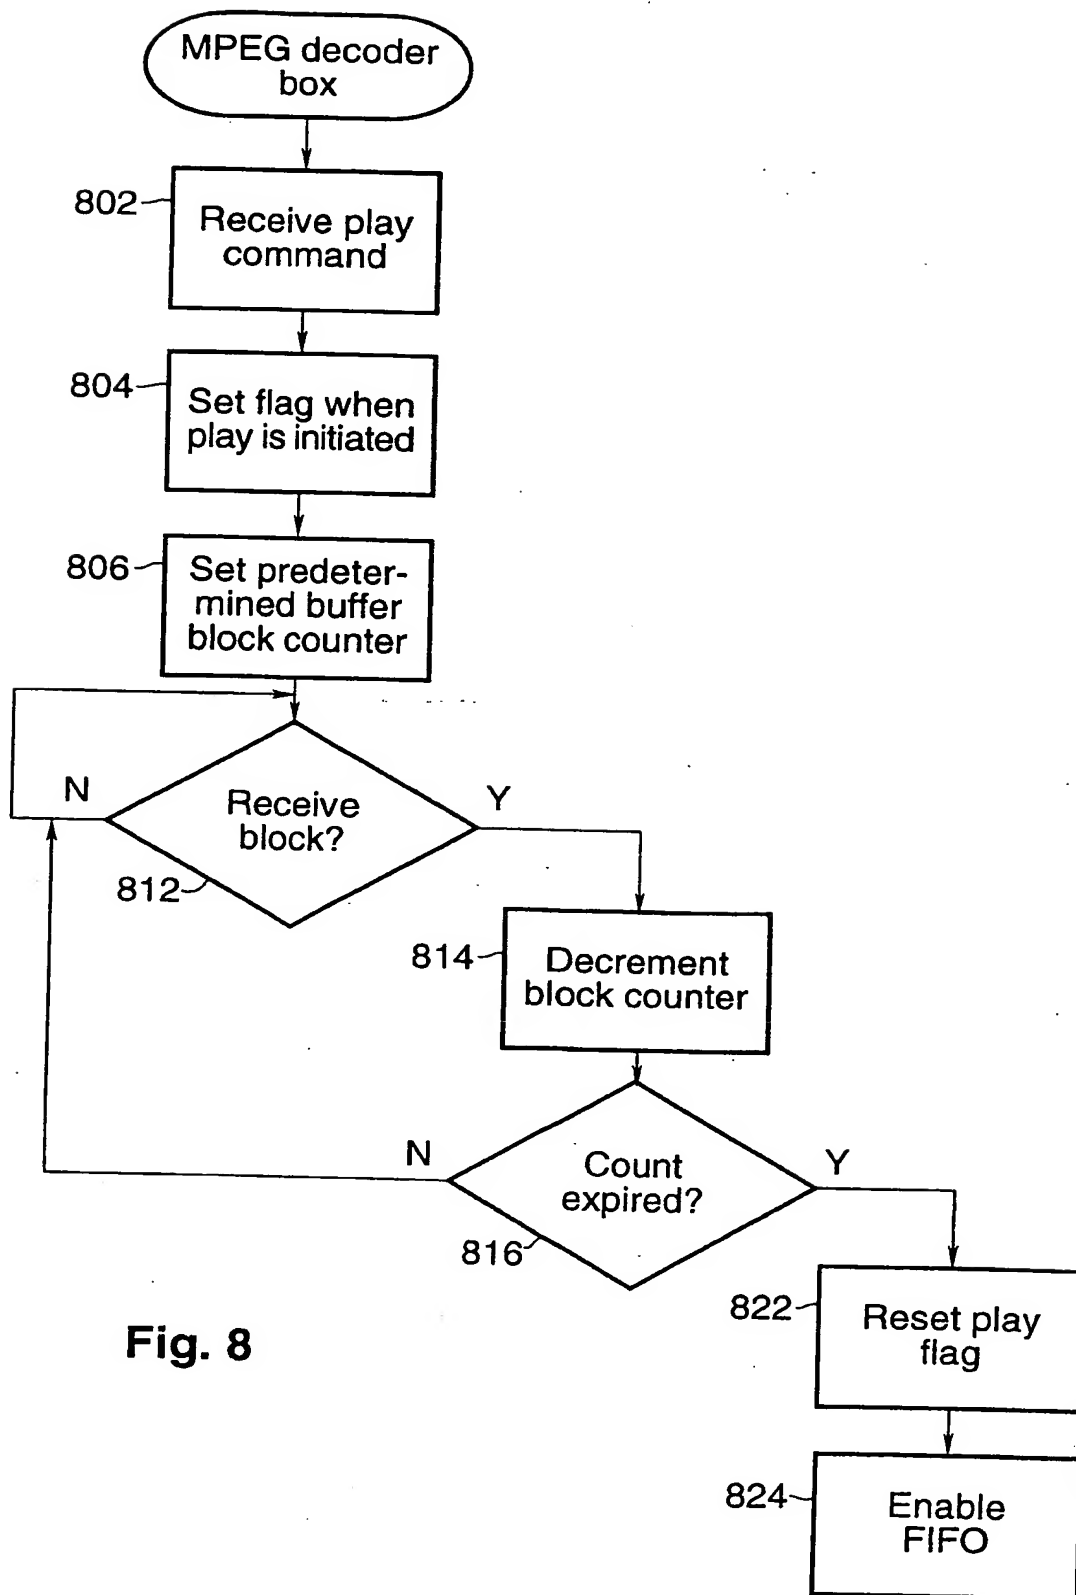 MPEG decoder
box
802
Receive play
command
804
Set flag when
play is initiated
806
Set predeter-
mined buffer
block counter
N
Y
Receive
block?
812
814
Decrement
block counter
N
Y
Count
expired?
816
822
Reset play
flag
Fig. 8
824
Enable
FIFO